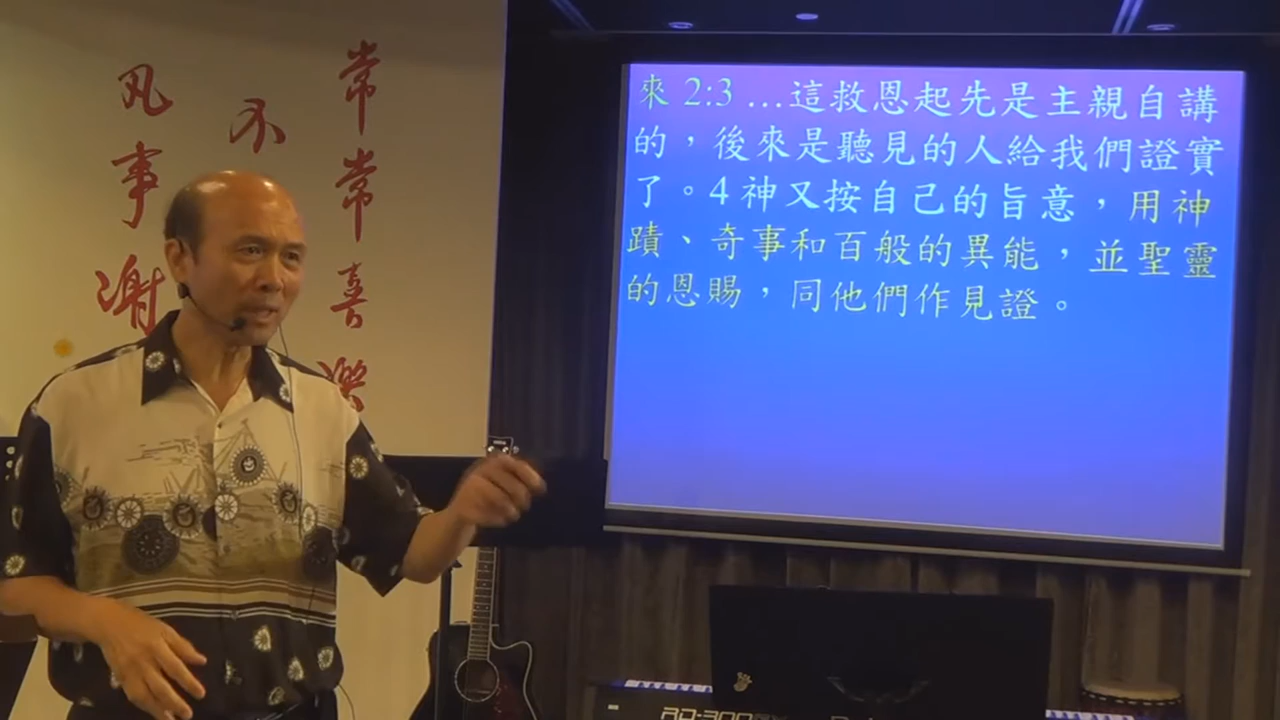 常常喜樂
不
凡事謝
來 2:3 …這救恩起先是主親自講
的，後來是聽見的人給我們證實
了。4 神又按自己的旨意，用神
蹟、奇事和百般的異能，並聖靈
的恩賜，同他們作見證。